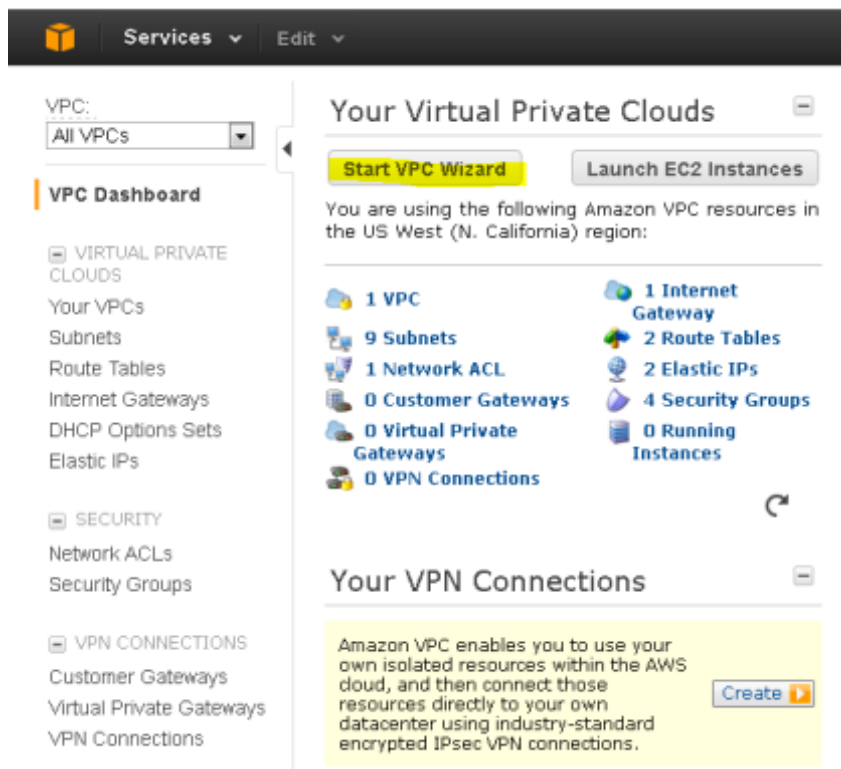 Services Edit
VPC:
All VPCs
VPC Dashboard
VIRTUAL PRIVATE
CLOUDS
Your VPCs
Subnets
Route Tables
Internet Gateways
DHCP Options Sets
Elastic IPs
SECURITY
Network ACLs
Security Groups
VPN CONNECTIONS
Customer Gateways
Virtual Private Gateways
VPN Connections
Your Virtual Private Clouds
Start VPC Wizard
Launch EC2 Instances
You are using the following Amazon VPC resources in
the US West (N. California) region:
1 VPC
9 Subnets
1 Network ACL
0 Customer Gateways
0 Virtual Private
Gateways
0 VPN Connections
1 Internet
Gateway
2 Route Tables
2 Elastic IPs
4 Security Groups
0 Running
Instances
Your VPN Connections
Amazon VPC enables you to use your
own isolated resources within the AWS
cloud, and then connect those
resources directly to your own
datacenter using industry-standard
encrypted IPsec VPN connections.
Create